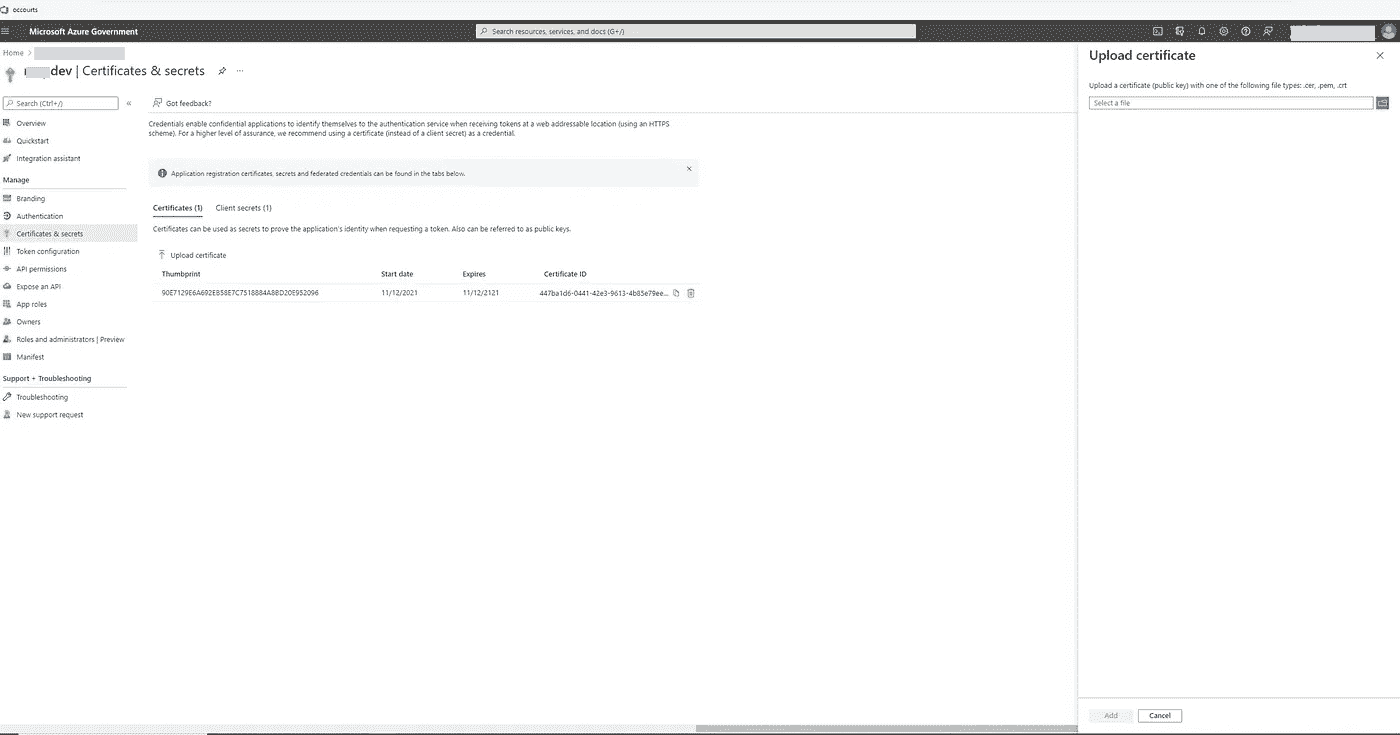 accourts
Microsoft Azure Government
Search resources, services, and docs (G+/)
Home
dev | Certificates & secrets
Search (Ctrl+/)
Overview
Quickstart
Integration assistant
Manage
Branding
Authentication
Certificates & secrets
Token configuration
API permissions
Expose an API
App roles
Owners
Roles and administrators | Preview
Manifest
Support + Troubleshooting
Troubleshooting
New support request
Got feedback?
Credentials enable confidential applications to identify themselves to the authentication service when receiving tokens at a web addressable location (using an HTTPS
scheme). For a higher level of assurance, we recommend using a certificate (instead of a client secret) as a credential.
Application registration certificates, secrets and federated credentials can be found in the tabs below.
Certificates (1) Client secrets (1)
Certificates can be used as secrets to prove the application's identity when requesting a token. Also can be referred to as public keys.
Upload certificate
Thumbprint Start date Expires Certificate ID
90E7129E6A692EB58E7C7518884A8BD20E952096 11/12/2021 11/12/2121 447ba1d6-0441-42e3-9613-4b85e79ee...
Upload certificate
Upload a certificate (public key) with one of the following file types: .cer, .pem, .crt
Select a file
Add Cancel